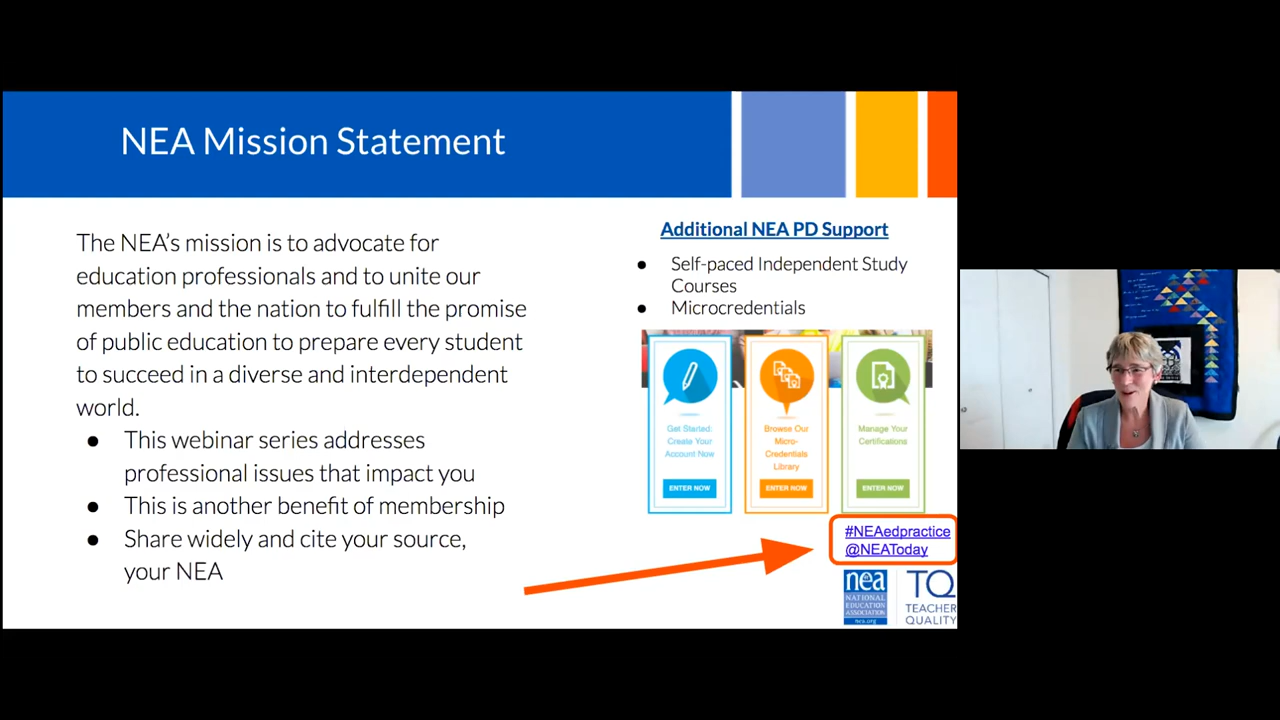 NEA Mission Statement
The NEA's mission is to advocate for
education professionals and to unite our
members and the nation to fulfill the promise
of public education to prepare every student
to succeed in a diverse and interdependent
world.
● This webinar series addresses
professional issues that impact you
● This is another benefit of membership
● Share widely and cite your source,
your NEA
Additional NEA PD Support
● Self-paced Independent Study
Courses
● Microcredentials
Get Started:
Create Your
Account Now
ENTER NOW
Browse Our
Micro-
Credentials
Library
ENTER NOW
Manage Your
Certifications
ENTER NOW
#NEAedpractice
@NEAToday
nea
NATIONAL
EDUCATION
ASSOCIATION
nea.org
TQ
TEACHER
QUALITY